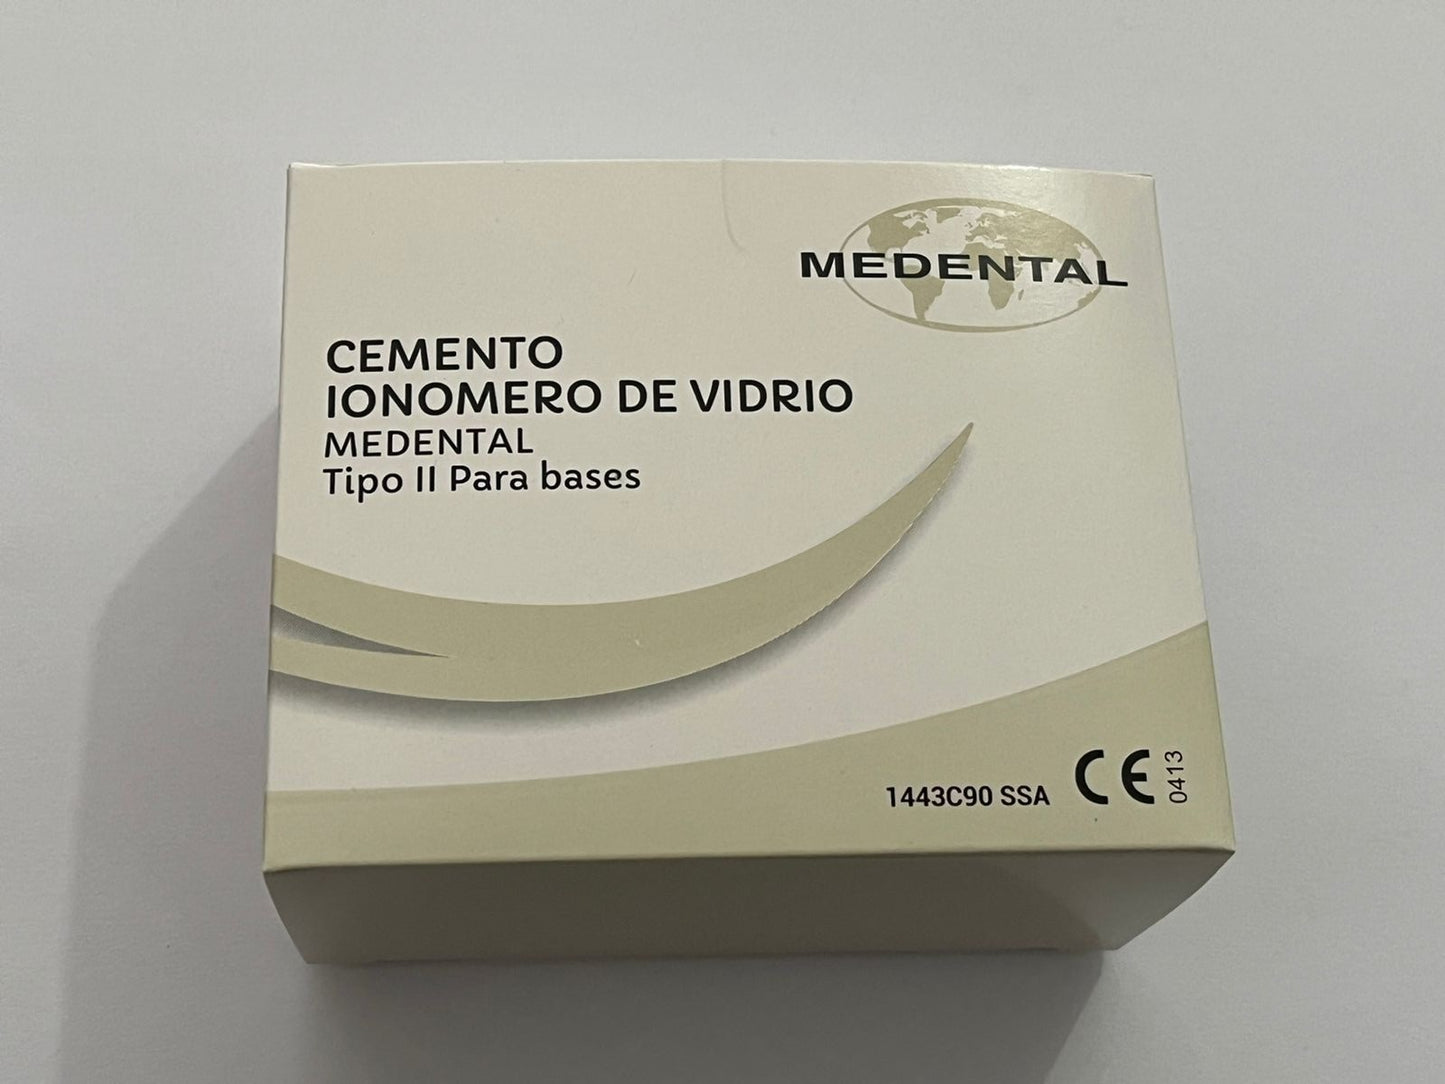 MEDENTAL
CEMENTO
IONOMERO DE VIDRIO
MEDENTAL
Tipo II Para bases
1443C90 SSA
CE
0413